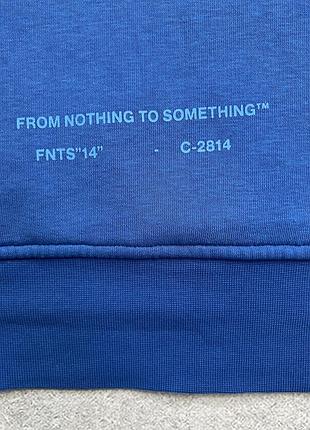 FROM NOTHING TO SOMETHING™
FNTS"14" - C-2814